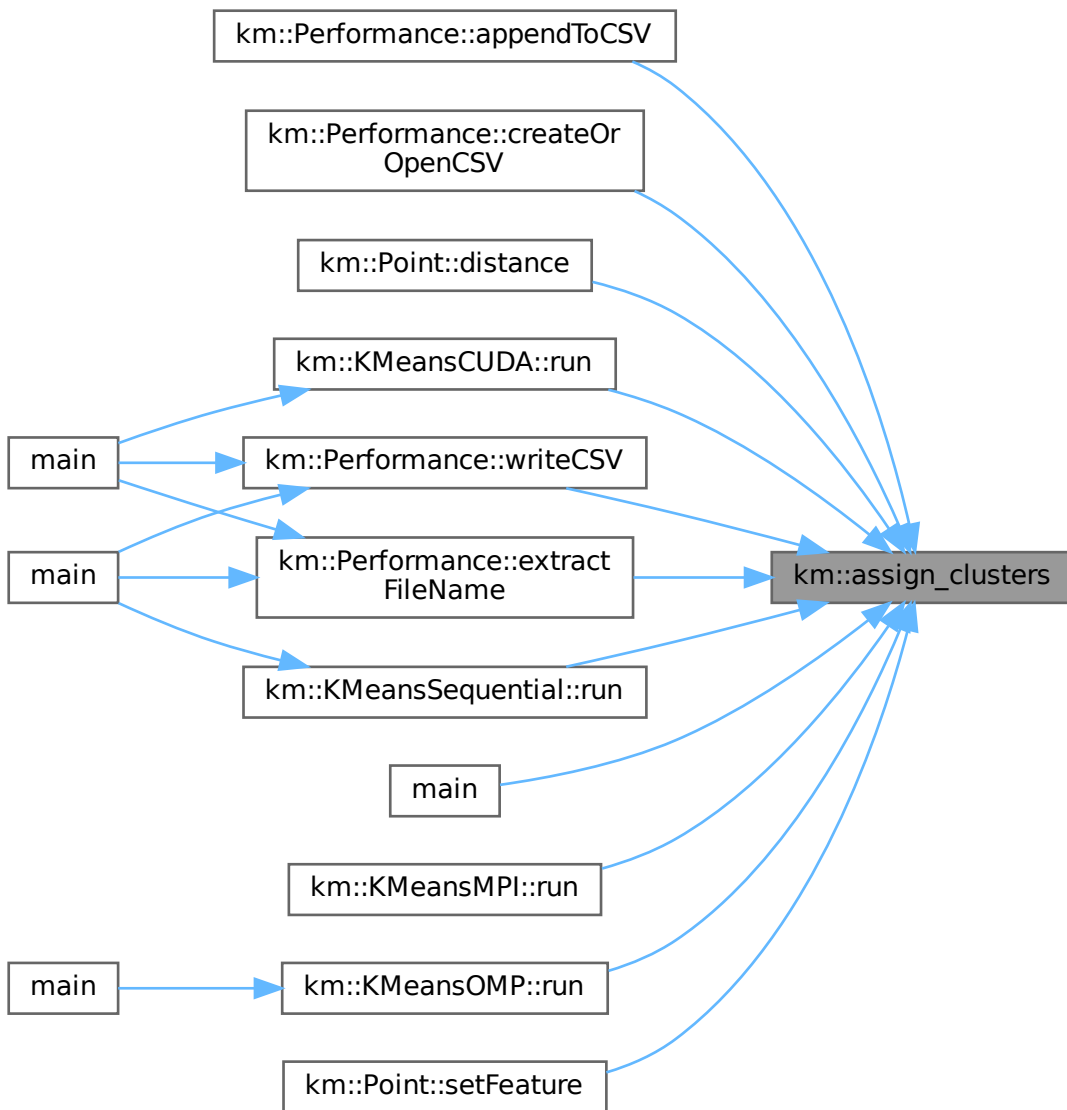 km::Performance::appendToCSV
km::Performance::createOr
OpenCSV
km::Point::distance
km::KMeansCUDA::run
main
km::Performance::writeCSV
main
km::Performance::extract
FileName
km::assign_clusters
km::KMeansSequential::run
main
km::KMeansMPI::run
main
km::KMeansOMP::run
km::Point::setFeature